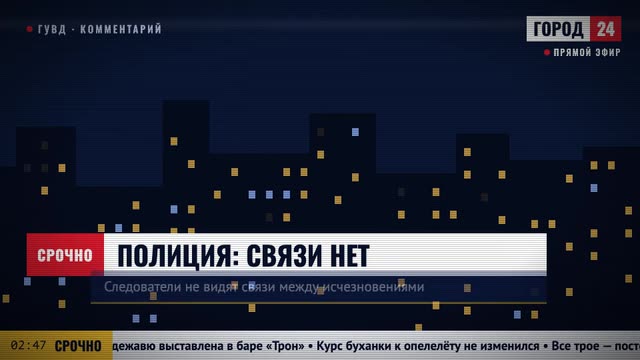 ГУВД · КОММЕНТАРИЙ
ГОРОД 24
ПРЯМОЙ ЭФИР
СРОЧНО
ПОЛИЦИЯ: СВЯЗИ НЕТ
Следователи не видят связи между исчезновениями
02:47 СРОЧНО дежавю выставлена в баре «Трон» • Курс буханки к опелелёту не изменился • Все трое — пост